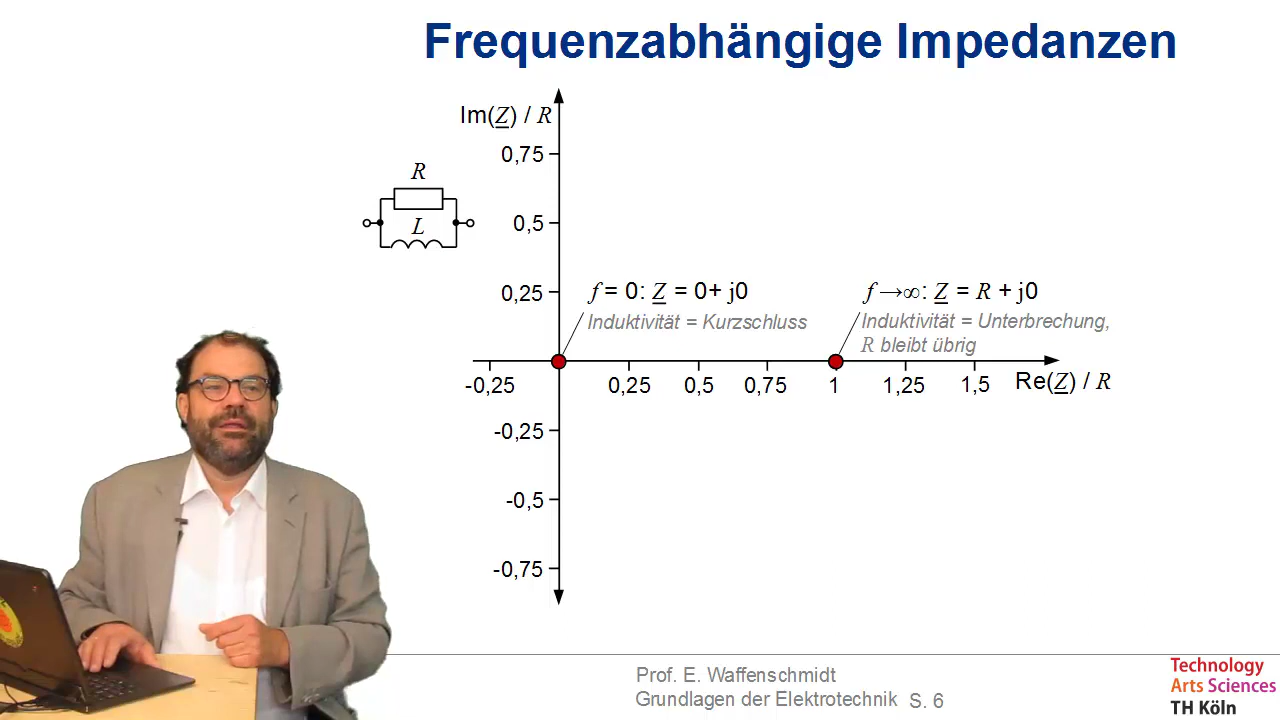 Frequenzabhängige Impedanzen
Im(Z) / R
0,75
R
0,5
L
0,25
f = 0: Z = 0+ j0
Induktivität = Kurzschluss
f →∞: Z = R + j0
Induktivität = Unterbrechung,
R bleibt übrig
-0,25
0,25
0,5
0,75
1
1,25
1,5
Re(Z) / R
-0,25
-0,5
-0,75
Prof. E. Waffenschmidt
Grundlagen der Elektrotechnik S. 6
Technology
Arts Sciences
TH Köln